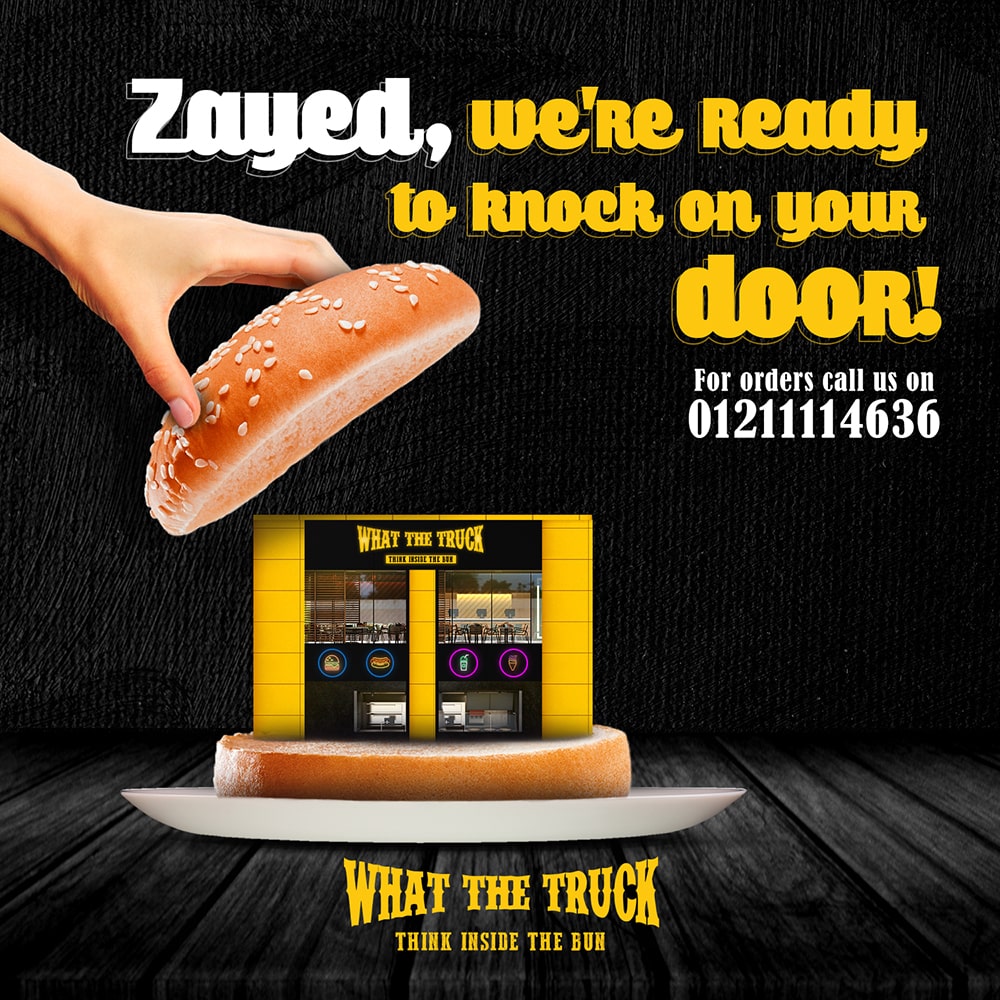 Zayed, we're Ready
to knock on your
door!
For orders call us on
01211114636
WHAT THE TRUCK
THINK INSIDE THE BUN
WHAT THE TRUCK
THINK INSIDE THE BUN